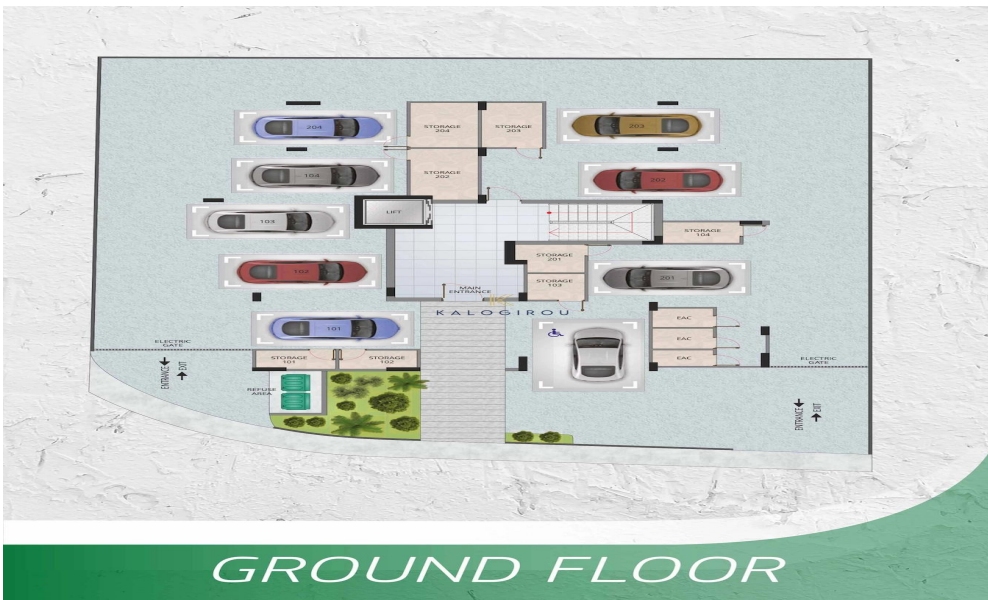 204
STORAGE
204
STORAGE
203
203
104
STORAGE
202
202
LIFT
103
STORAGE
104
102
STORAGE
201
201
MAIN
ENTRANCE
STORAGE
103
KALOGIROU
101
EAC
EAC
EAC
ELECTRIC
GATE
ELECTRIC
GATE
STORAGE
101
STORAGE
102
ENTRANCE
EXIT
REFUSE
AREA
ENTRANCE
EXIT
GROUND FLOOR